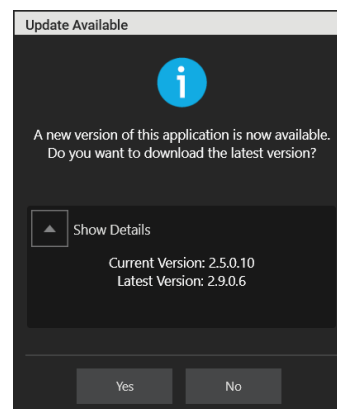 Update Available
A new version of this application is now available.
Do you want to download the latest version?
Show Details
Current Version: 2.5.0.10
Latest Version: 2.9.0.6
Yes
No